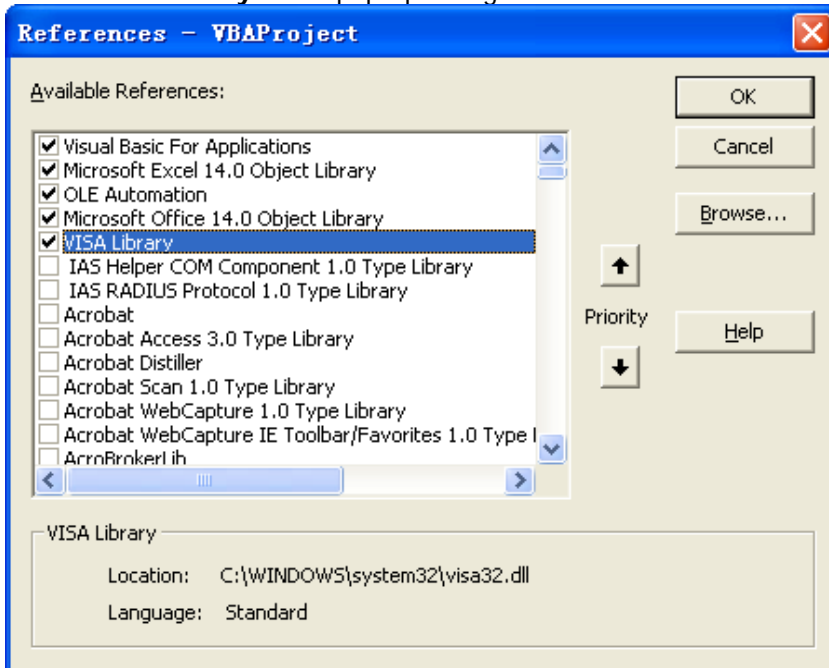 References - VBAProject
Available References:
OK
Visual Basic For Applications
Cancel
Microsoft Excel 14.0 Object Library
OLE Automation
Microsoft Office 14.0 Object Library
Browse...
VISA Library
IAS Helper COM Component 1.0 Type Library
IAS RADIUS Protocol 1.0 Type Library
Acrobat
Priority
Acrobat Access 3.0 Type Library
Help
Acrobat Distiller
Acrobat Scan 1.0 Type Library
Acrobat WebCapture 1.0 Type Library
Acrobat WebCapture IE Toolbar/Favorites 1.0 Type
AcroBrokerLib
VISA Library
Location: C:\WINDOWS\system32\visa32.dll
Language: Standard